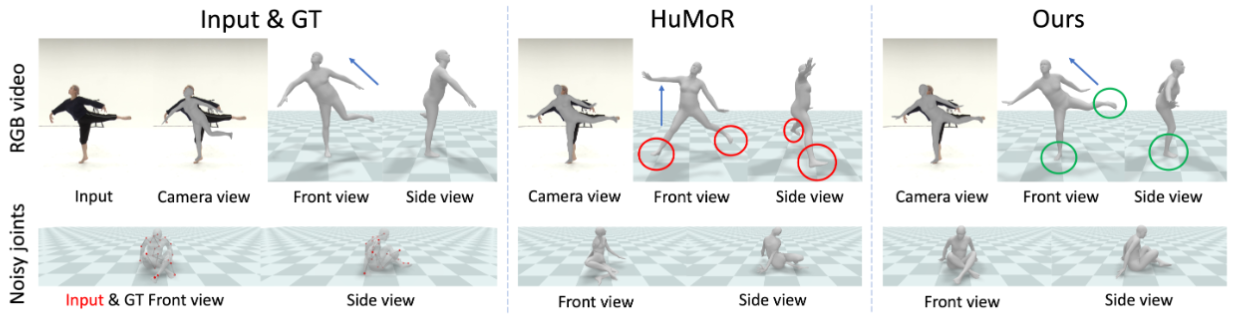 Input & GT
HuMoR
Ours
RGB video
Input
Camera view
Front view
Side view
Camera view
Front view
Side view
Camera view
Front view
Side view
Noisy joints
Input & GT Front view
Side view
Front view
Side view
Front view
Side view